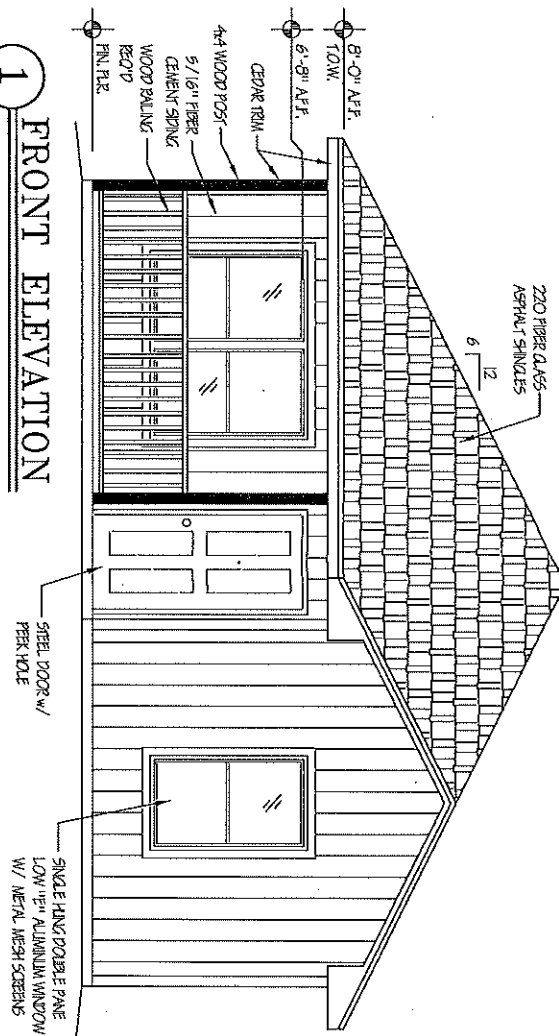 220 FIBER GLASS
ASPHALT SHINGLES
12
6
8'-0" A.F.F.
T.O.W.
6'-8" A.F.F.
CEDAR TRIM
4x4 WOOD POST
5/16" FIBER
CEMENT SIDING
WOOD RAILING
REQ'D
FIN. FLR.
STEEL DOOR w/
PEEK HOLE
SINGLE HUNG DOUBLE PANE
LOW "E" ALUMINUM WINDOW
W/ METAL MESH SCREENS
1 FRONT ELEVATION